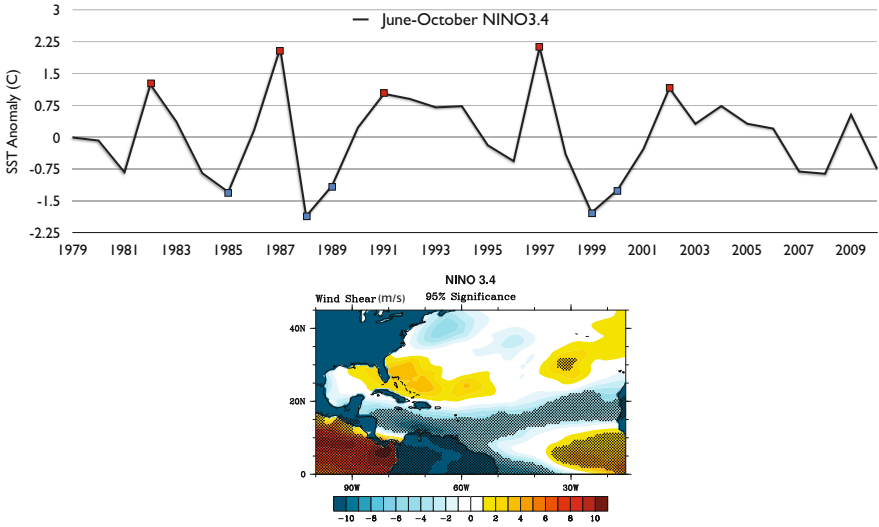 June-October NINO3.4
SST Anomaly (C)
3
2.25
1.5
0.75
0
-0.75
-1.5
-2.25
1979 1981 1983 1985 1987 1989 1991 1993 1995 1997 1999 2001 2003 2005 2007 2009
NINO 3.4
Wind Shear(m/s) 95% Significance
40N
20N
0
90W 60W 30W
-10 -8 -6 -4 -2 0 2 4 6 8 10